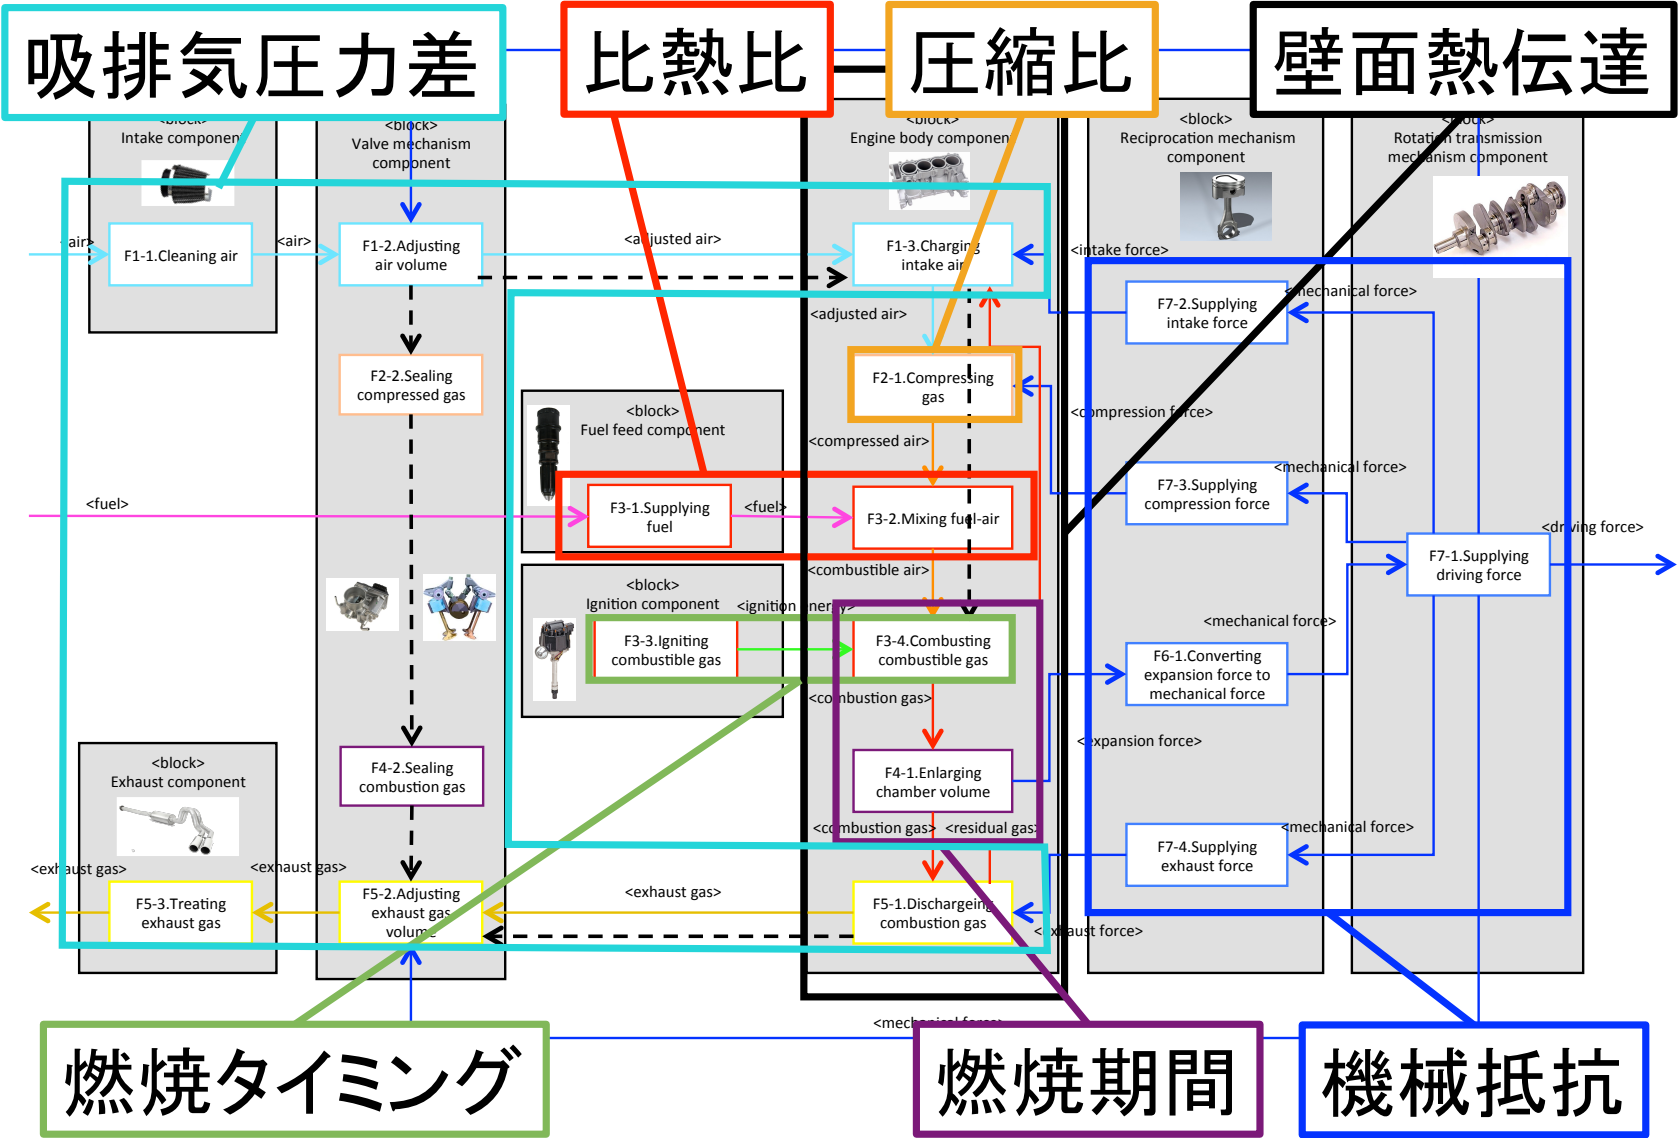 吸排気圧力差
比熱比
圧縮比
壁面熱伝達
<block>
Intake component
<block>
Valve mechanism
component
<block>
Engine body component
<block>
Reciprocation mechanism
component
<block>
Rotation transmission
mechanism component
<air>
F1-1.Cleaning air
<air>
F1-2.Adjusting
air volume
<adjusted air>
F1-3.Charging
intake air
<intake force>
<mechanical force>
F7-2.Supplying
intake force
<adjusted air>
F2-2.Sealing
compressed gas
F2-1.Compressing
gas
<compression force>
<block>
Fuel feed component
<compressed air>
<mechanical force>
F7-3.Supplying
compression force
<fuel>
F3-1.Supplying
fuel
<fuel>
F3-2.Mixing fuel-air
<driving force>
F7-1.Supplying
driving force
<combustible air>
<block>
Ignition component
<ignition energy>
<mechanical force>
F3-3.Igniting
combustible gas
F3-4.Combusting
combustible gas
F6-1.Converting
expansion force to
mechanical force
<combustion gas>
<expansion force>
<block>
Exhaust component
F4-2.Sealing
combustion gas
F4-1.Enlarging
chamber volume
<combustion gas>
<residual gas>
<mechanical force>
F7-4.Supplying
exhaust force
<exhaust gas>
F5-3.Treating
exhaust gas
<exhaust gas>
F5-2.Adjusting
exhaust gas
volume
<exhaust gas>
F5-1.Dischargeing
combustion gas
<exhaust force>
<mechanical force>
燃焼タイミング
燃焼期間
機械抵抗